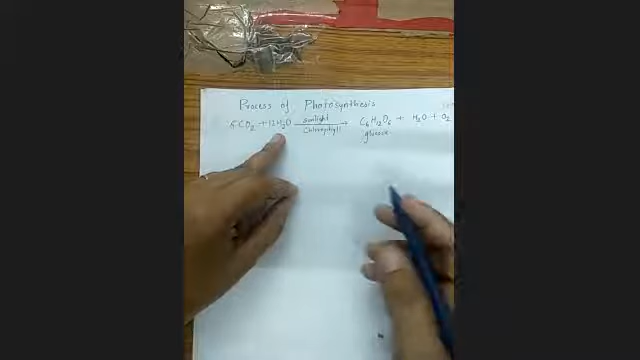 Process of Photosynthesis
6CO₂ + 12H₂O sunlight → C₆H₁₂O₆ + H₂O + O₂
Chlorophyll glucose